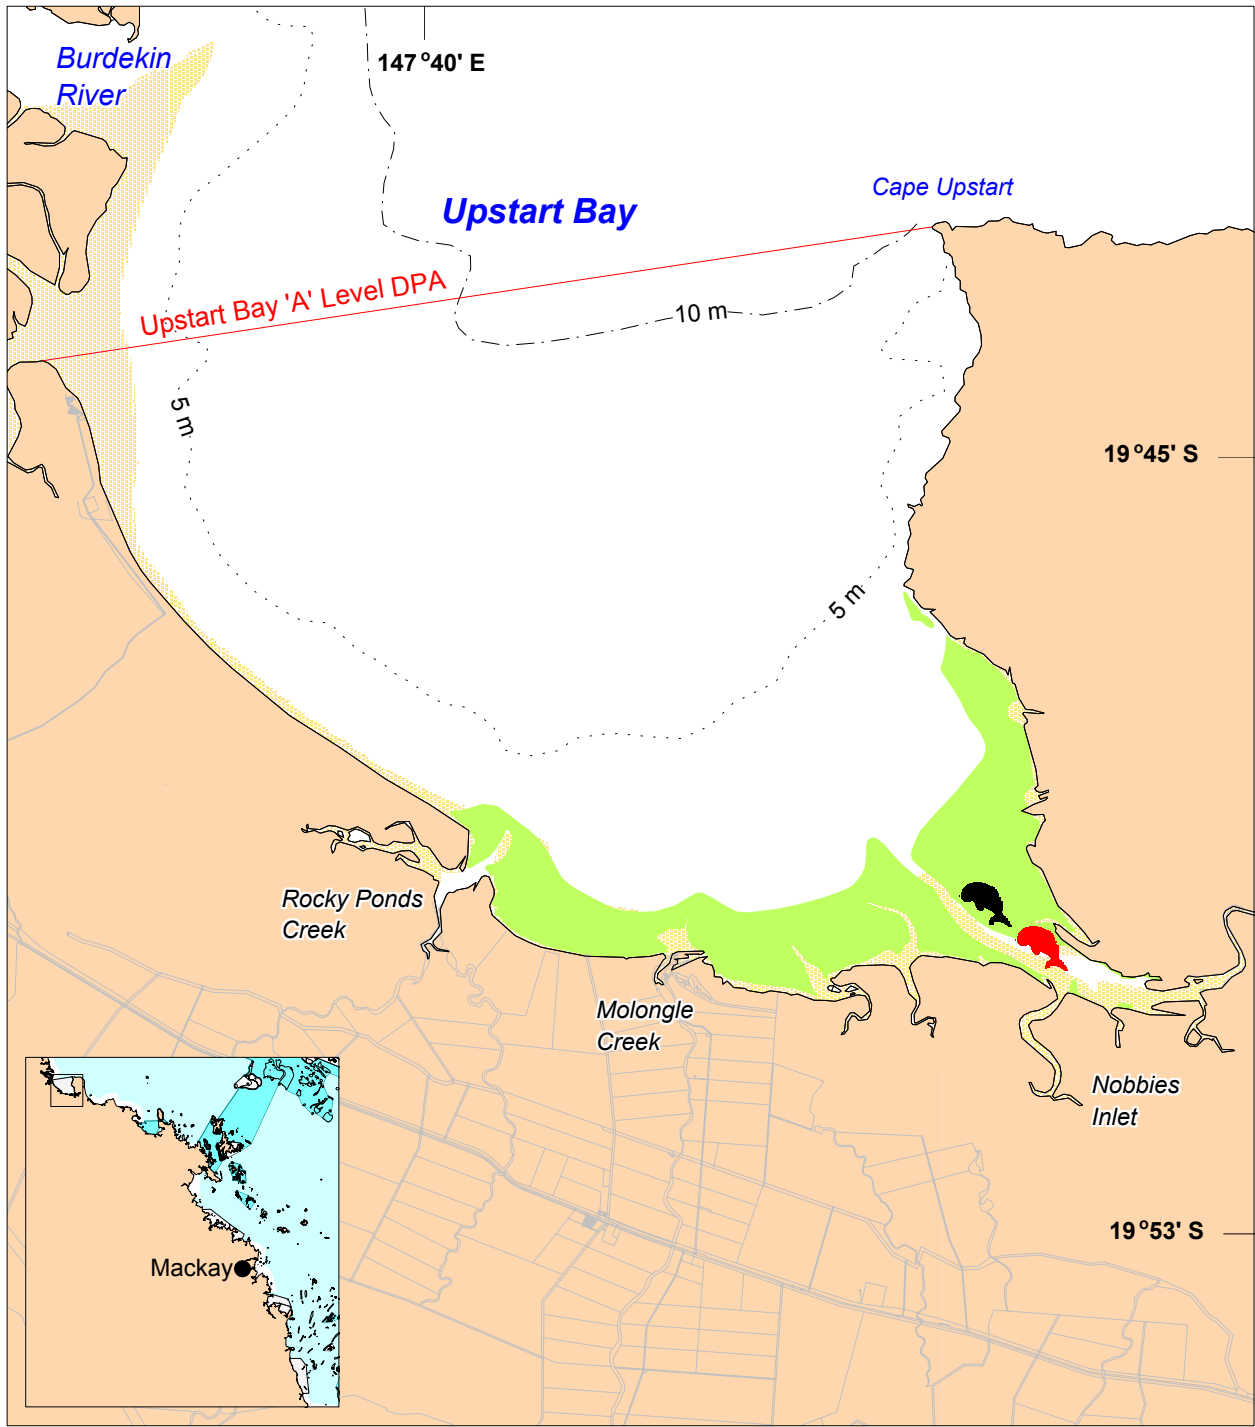 Burdekin
River
147 °40' E
Cape Upstart
Upstart Bay
Upstart Bay 'A' Level DPA
10 m
5 m
19 °45' S
5 m
Rocky Ponds
Creek
Molongle
Creek
Nobbies
Inlet
19 °53' S
Mackay